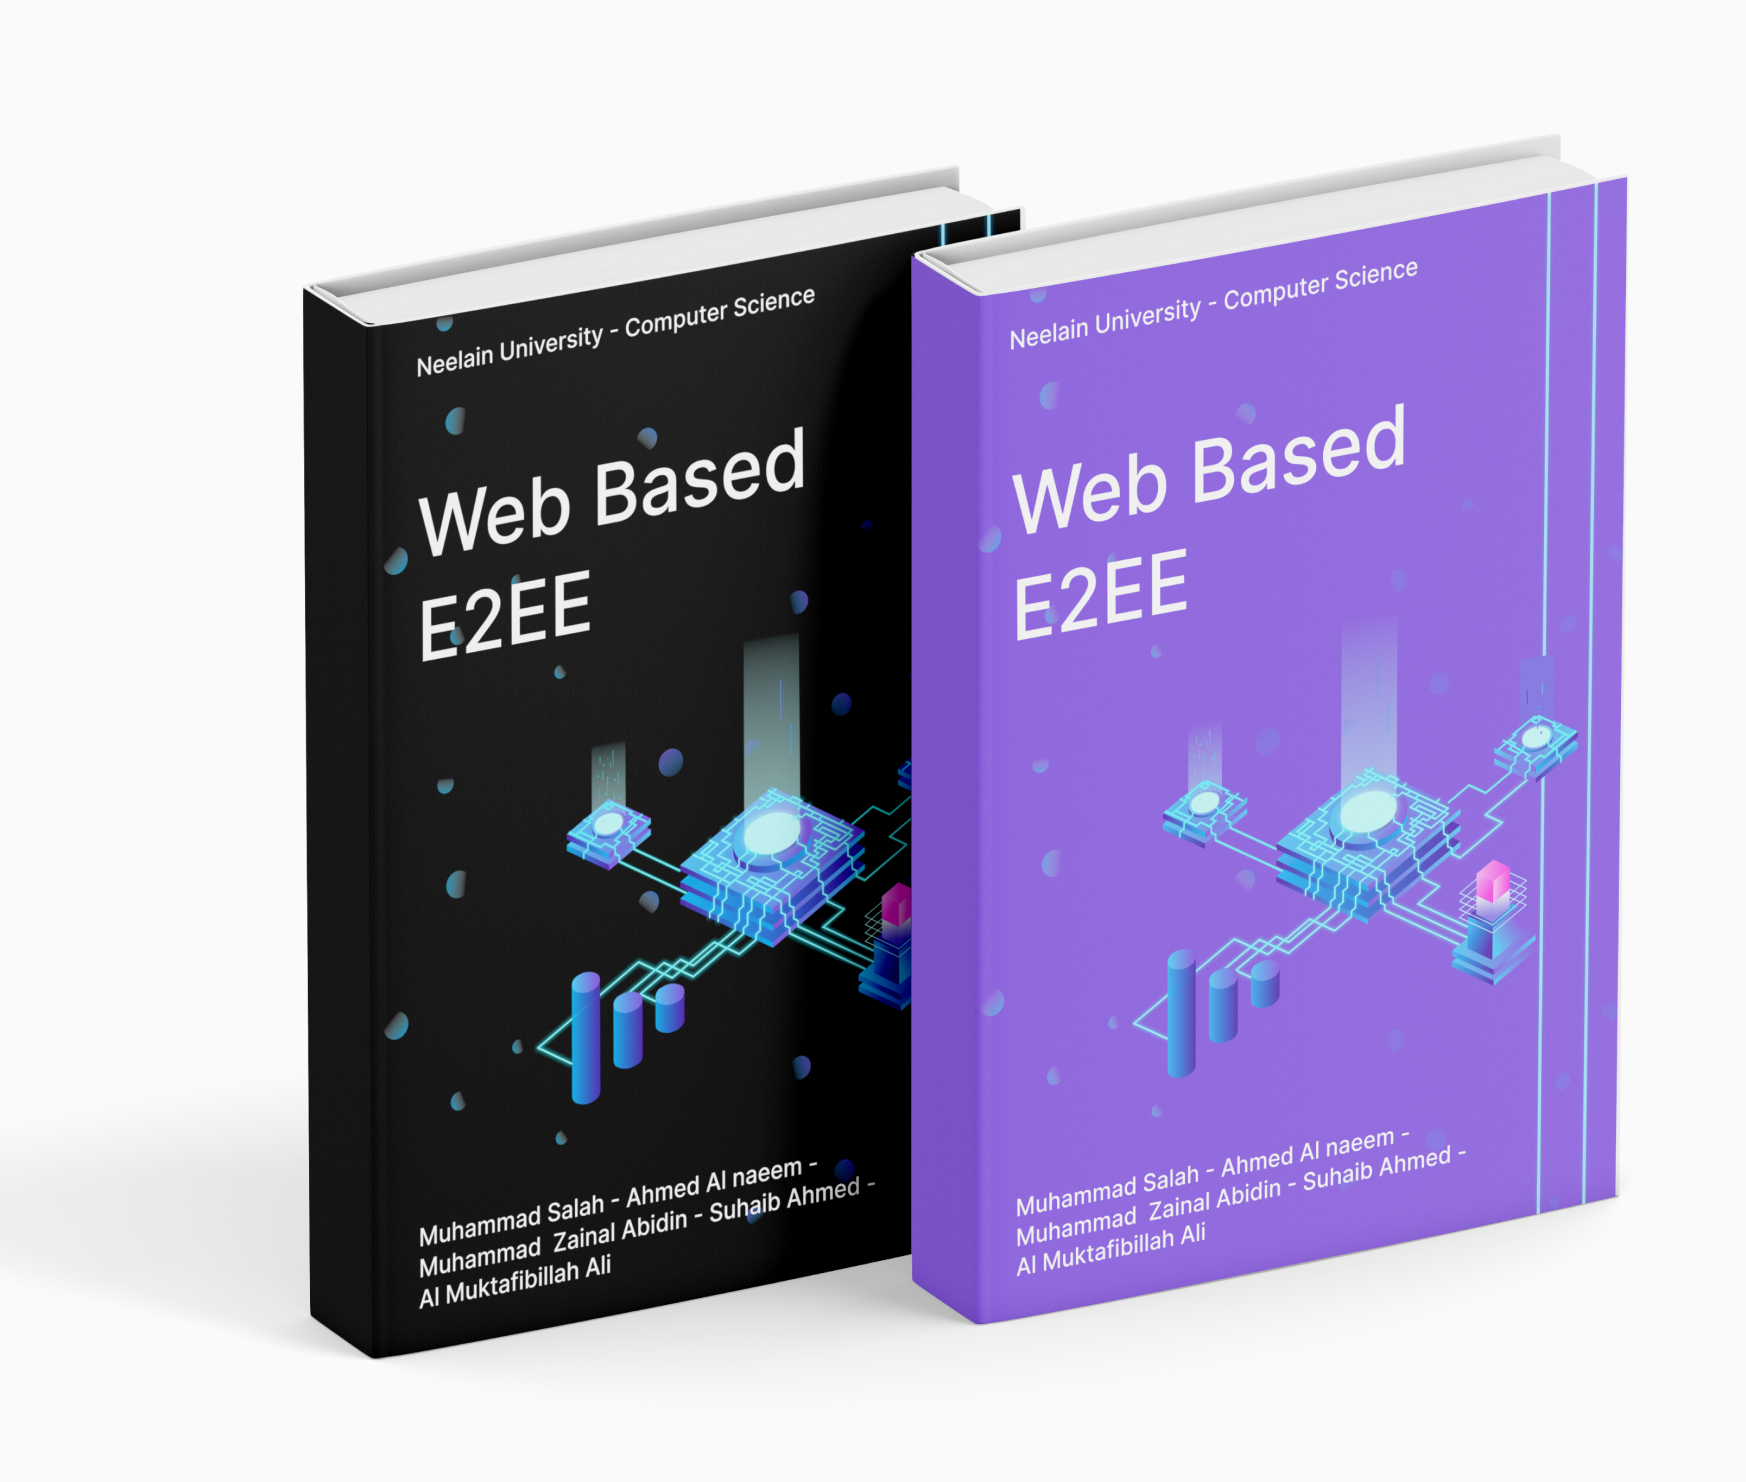 Neelain University - Computer Science
Web Based
E2EE
Muhammad Salah - Ahmed Al naeem -
Muhammad  Zainal Abidin - Suhaib Ahmed -
Al Muktafibillah Ali
Neelain University - Computer Science
Web Based
E2EE
Muhammad Salah - Ahmed Al naeem -
Muhammad  Zainal Abidin - Suhaib Ahmed -
Al Muktafibillah Ali